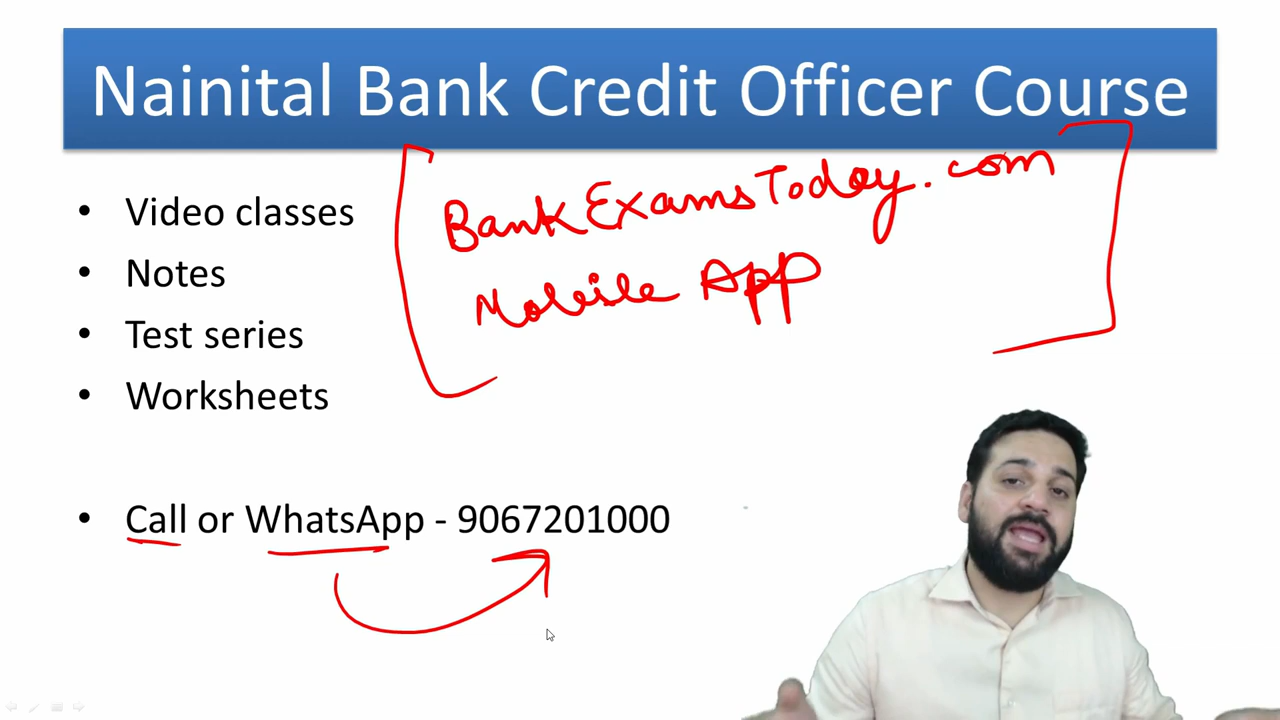 Nainital Bank Credit Officer Course
BankExamsToday.com
Mobile App
• Video classes
• Notes
• Test series
• Worksheets
• Call or WhatsApp - 9067201000